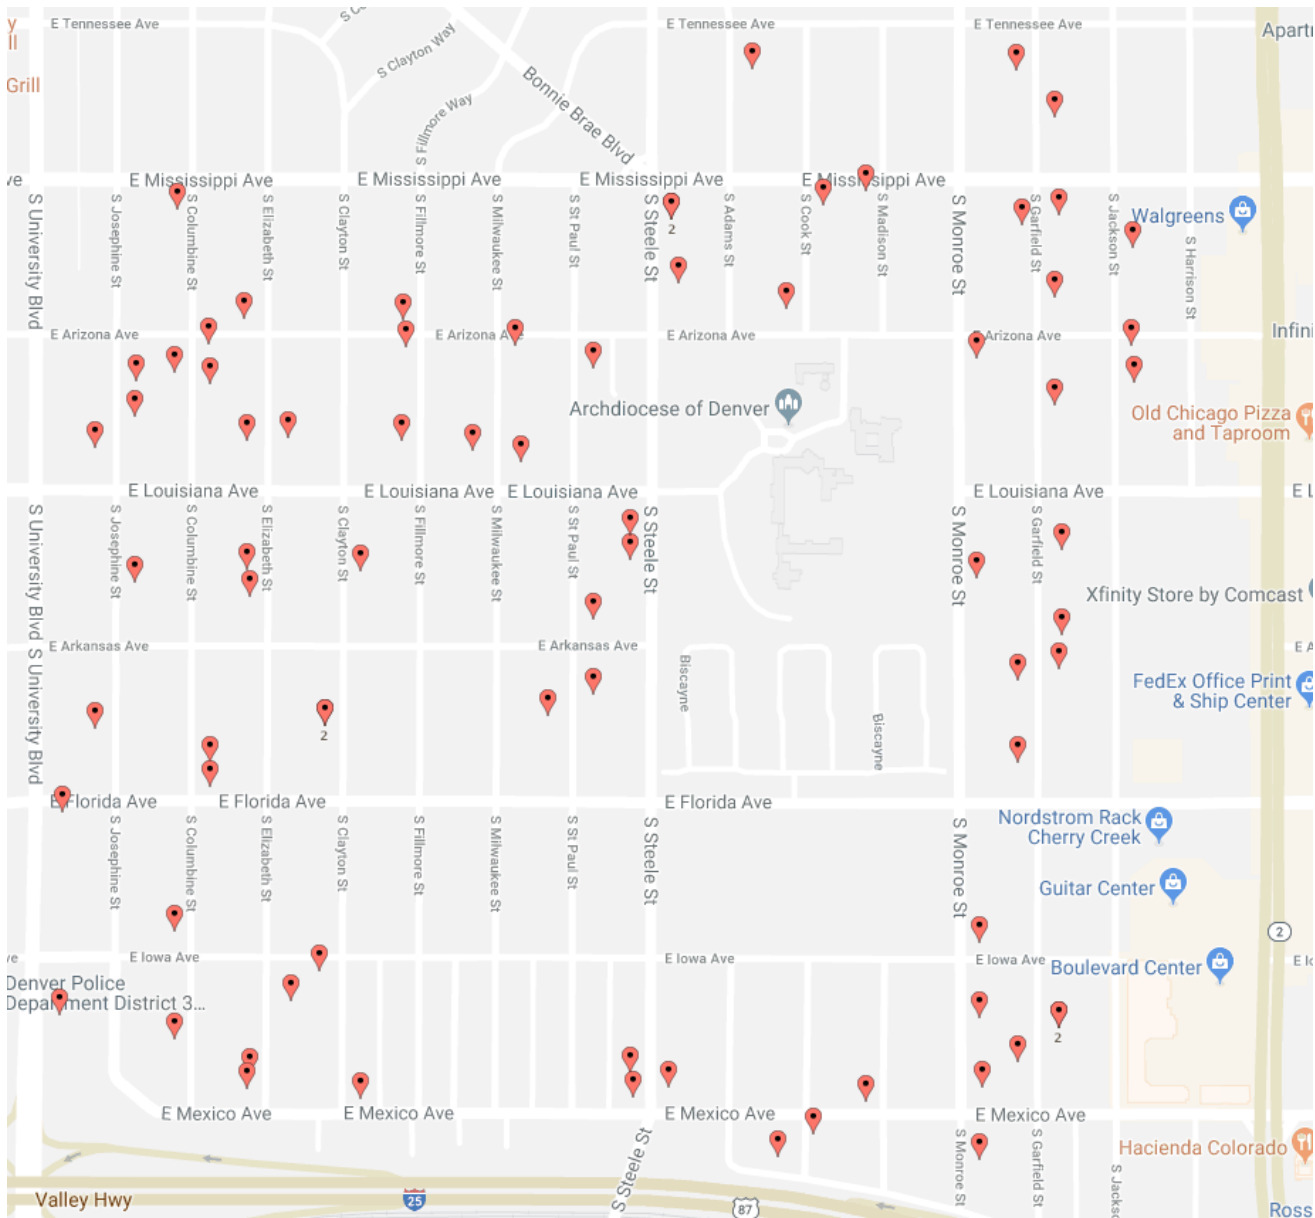 E Tennessee Ave
E Tennessee Ave
E Tennessee Ave
S Clayton Way
Apart
Grill
Bonnie Brae Blvd
S Fillmore Way
ve
E Mississippi Ave
E Mississippi Ave
E Mississippi Ave
E Mississippi Ave
S University Blvd
S Josephine St
S Columbine St
S Elizabeth St
S Clayton St
S Fillmore St
S Milwaukee St
S St Paul St
S Steele St
2
S Adams St
S Cook St
S Madison St
S Monroe St
S Garfield St
S Jackson St
Walgreens
S Harrison St
E Arizona Ave
E Arizona Ave
E Arizona Ave
E Arizona Ave
Infini
Archdiocese of Denver
Old Chicago Pizza
and Taproom
E Louisiana Ave
E Louisiana Ave
E Louisiana Ave
E Louisiana Ave
E L
S University Blvd
S Josephine St
S Columbine St
S Elizabeth St
S Clayton St
S Fillmore St
S Milwaukee St
S St Paul St
S Steele St
S Monroe St
S Garfield St
Xfinity Store by Comcast
E Arkansas Ave
E Arkansas Ave
E A
S University Blvd
Biscayne
Biscayne
FedEx Office Print
& Ship Center
2
E Florida Ave
E Florida Ave
E Florida Ave
S Josephine St
S Columbine St
S Elizabeth St
S Clayton St
S Fillmore St
S Milwaukee St
S St Paul St
S Steele St
S Monroe St
Nordstrom Rack
Cherry Creek
Guitar Center
2
ve
E Iowa Ave
E Iowa Ave
E Iowa Ave
Boulevard Center
E Ic
Denver Police
Department District 3...
2
E Mexico Ave
E Mexico Ave
E Mexico Ave
E Mexico Ave
S Steele St
S Monroe St
S Garfield St
S Jacks
Hacienda Colorado
Valley Hwy
25
87
Ross